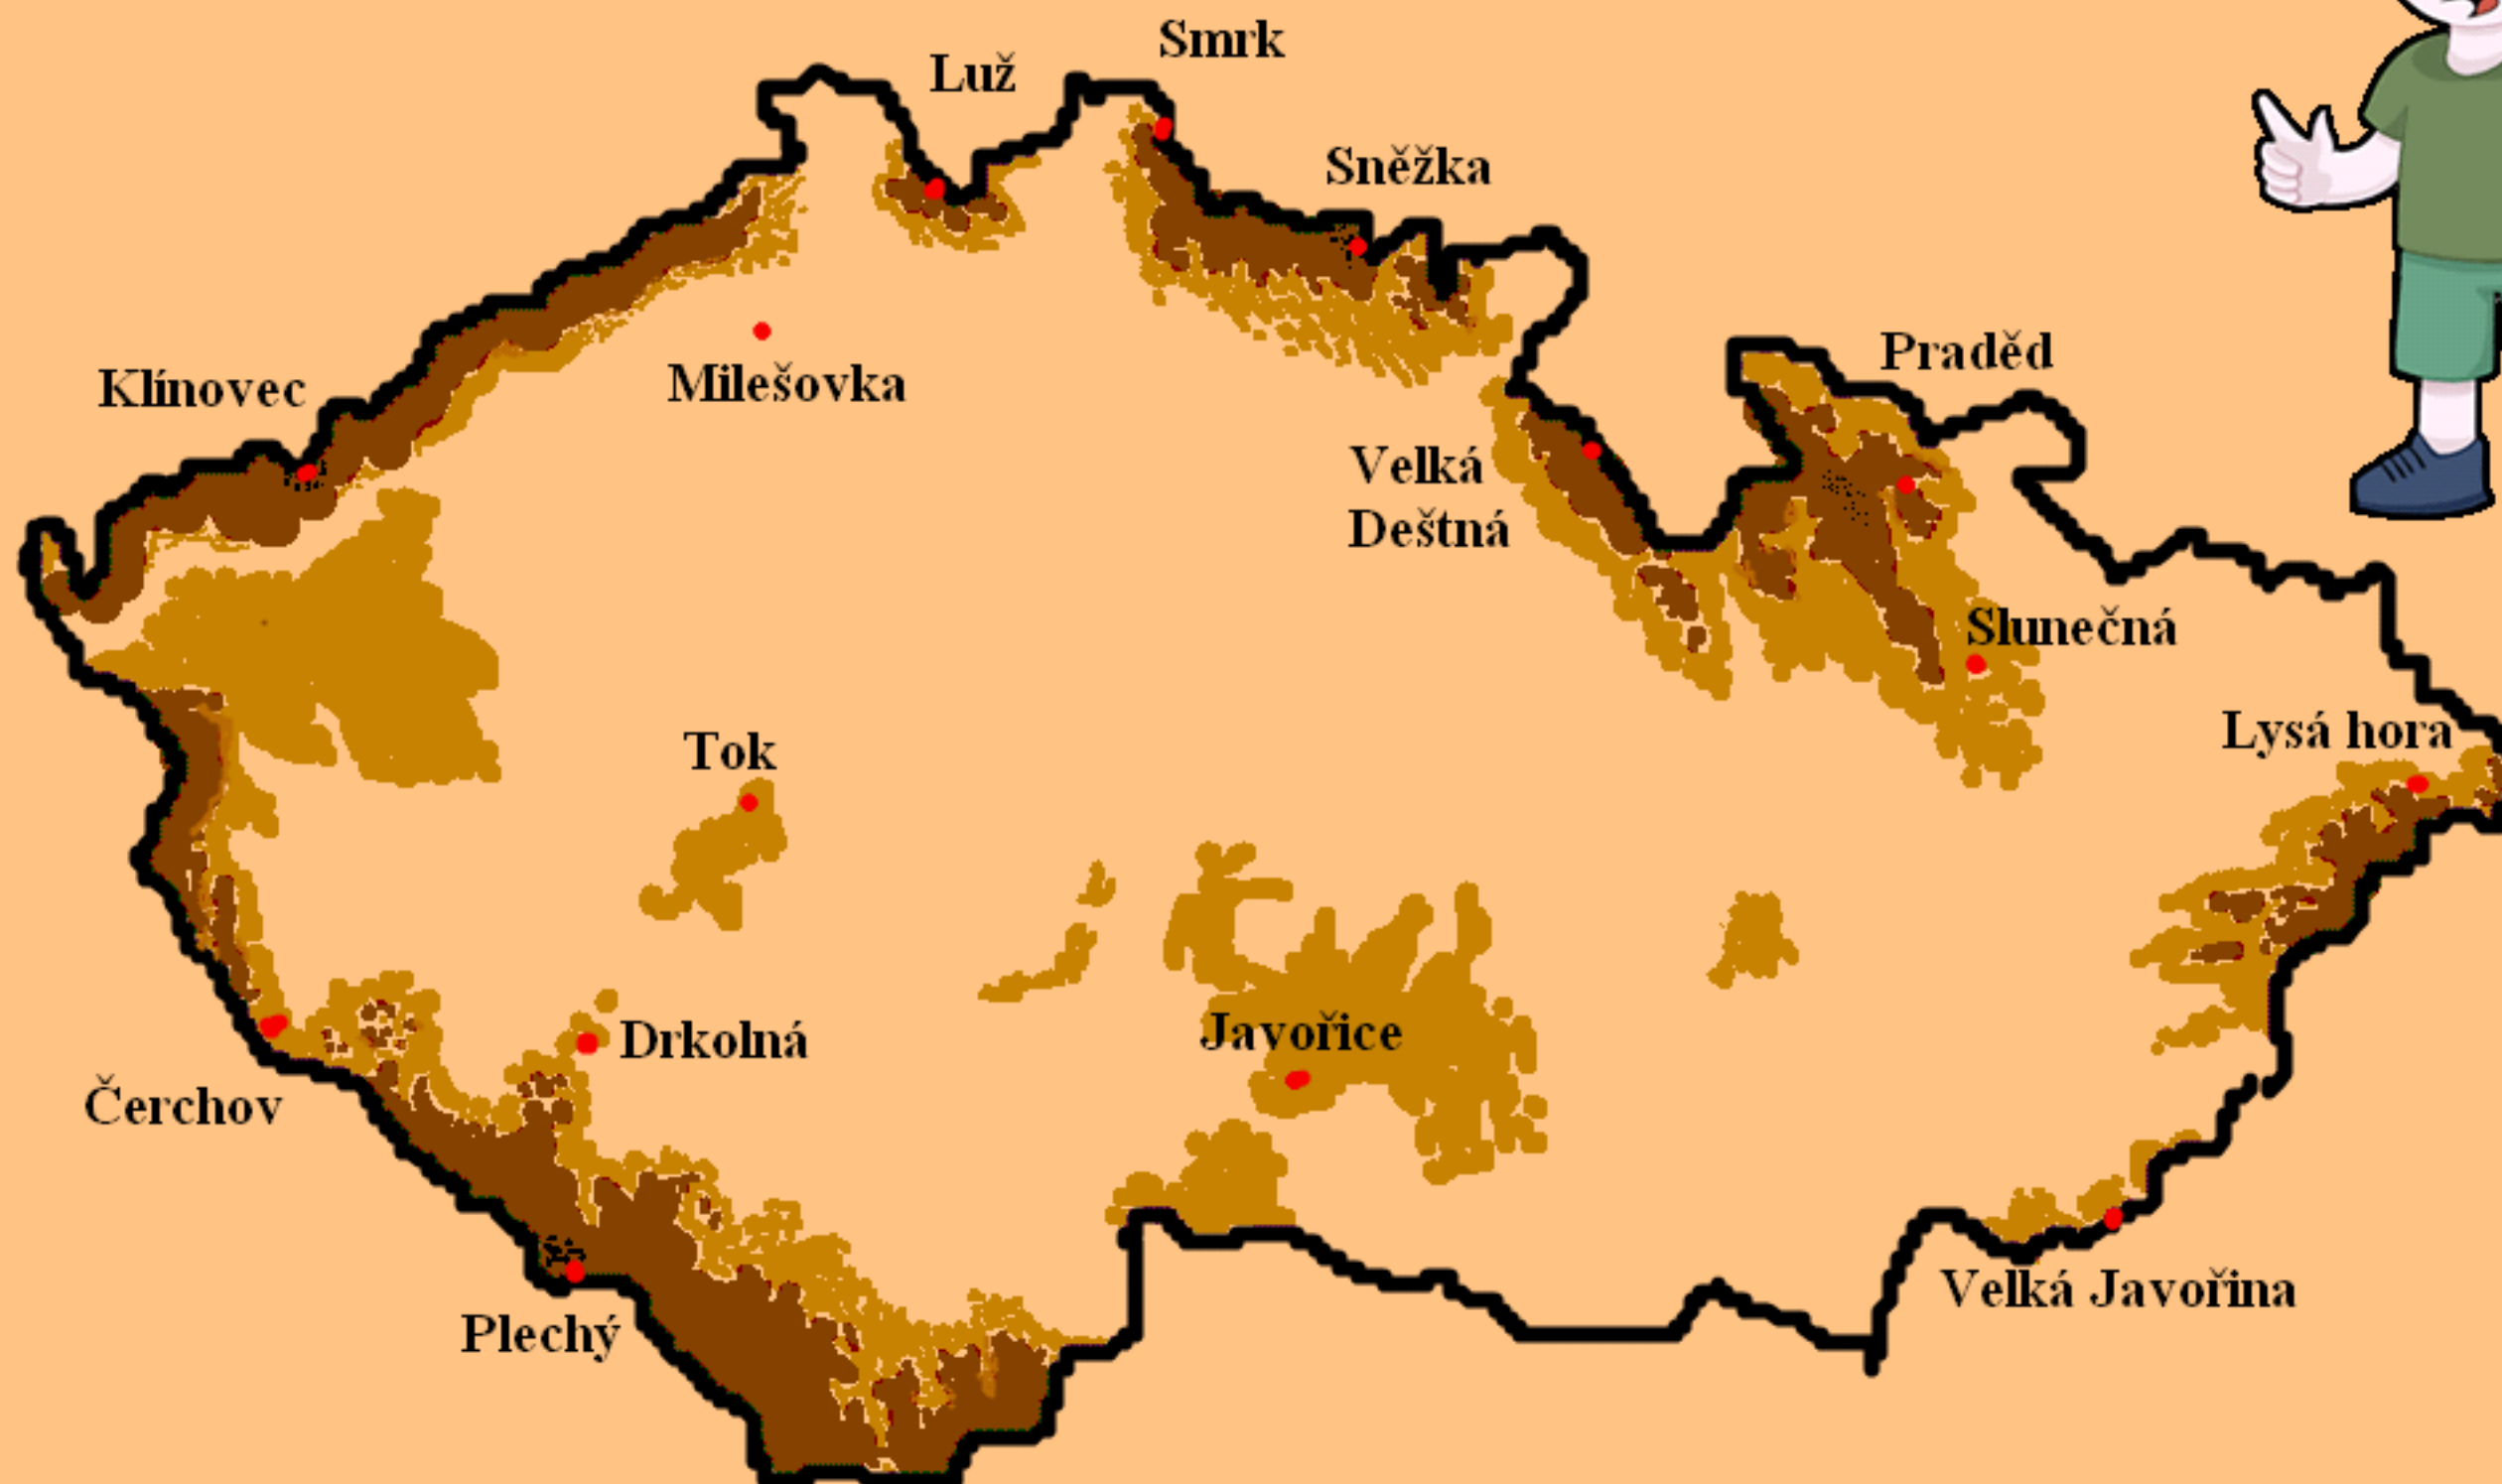 Smrk
Luž
Sněžka
Praděd
Klínovec
Milešovka
Velká
Deštná
Slunečná
Lysá hora
Tok
Javořice
Drkolná
Čerchov
Velká Javořina
Plechý